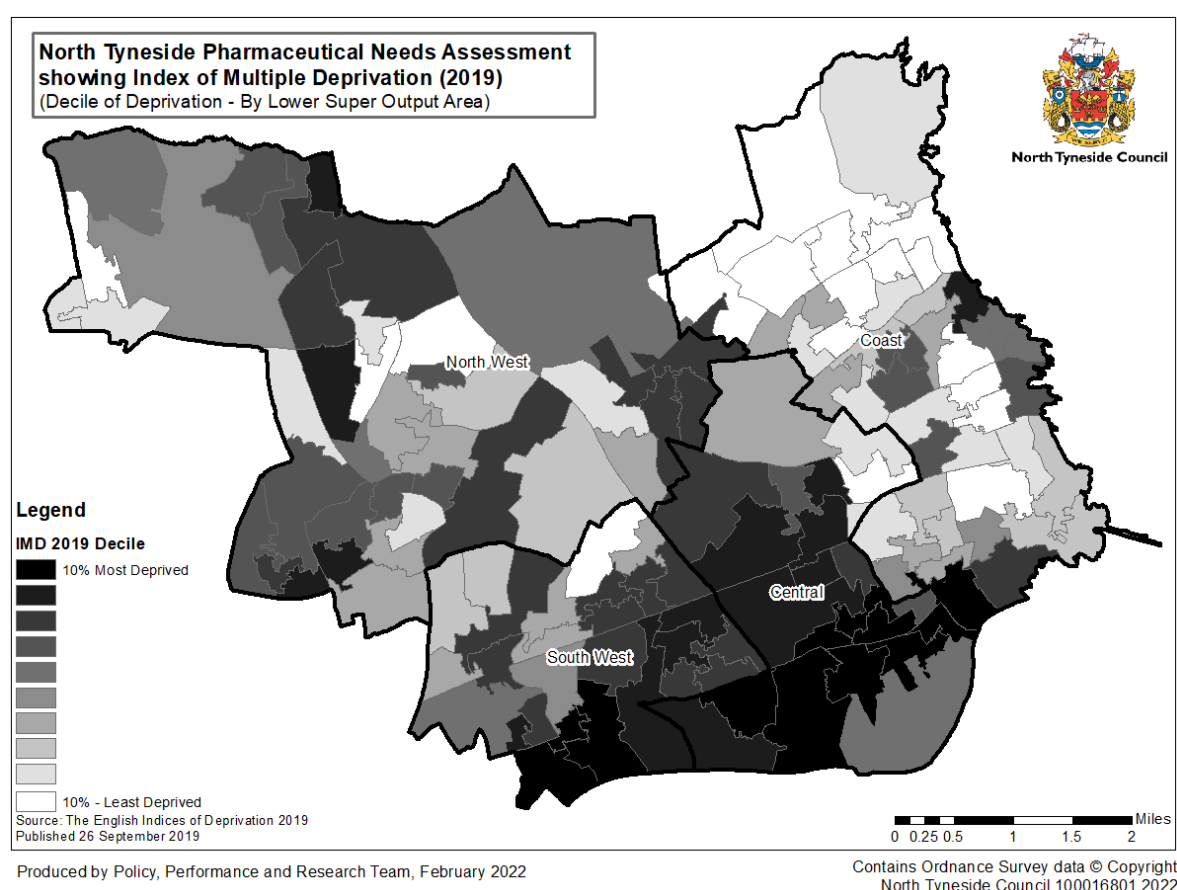 North Tyneside Pharmaceutical Needs Assessment
showing Index of Multiple Deprivation (2019)
(Decile of Deprivation - By Lower Super Output Area)
North Tyneside Council
North West
Coast
Central
South West
Legend
IMD 2019 Decile
10% Most Deprived
10% - Least Deprived
Source: The English Indices of Deprivation 2019
Published 26 September 2019
Miles
0 0.25 0.5 1 1.5 2
Produced by Policy, Performance and Research Team, February 2022
Contains Ordnance Survey data © Copyright
North Tyneside Council 100016801 2022